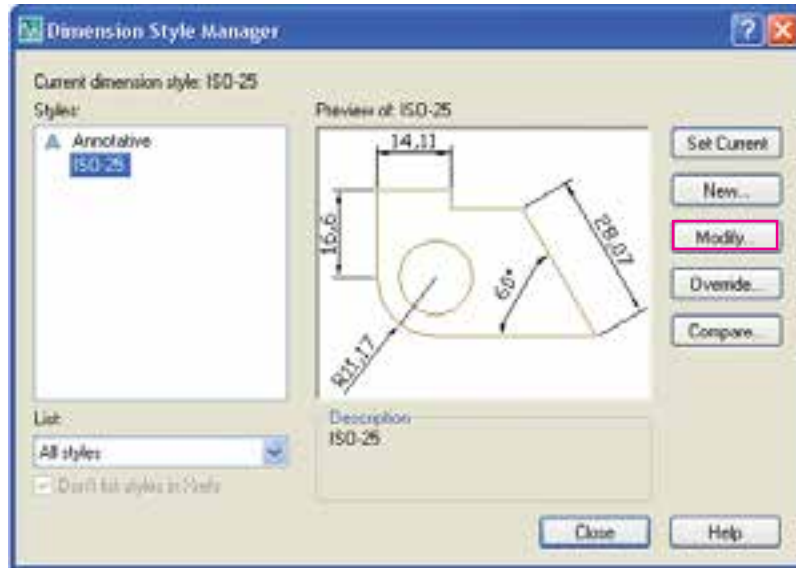 Dimension Style Manager
Current dimension style: ISO-25
Styles:
Annotative
ISO-25
Preview of: ISO-25
14,11
16,6
28,07
60°
R11,17
Set Current
New...
Modify...
Override...
Compare...
List:
All styles
Don't list styles in Xrefs
Description
ISO-25
Close
Help